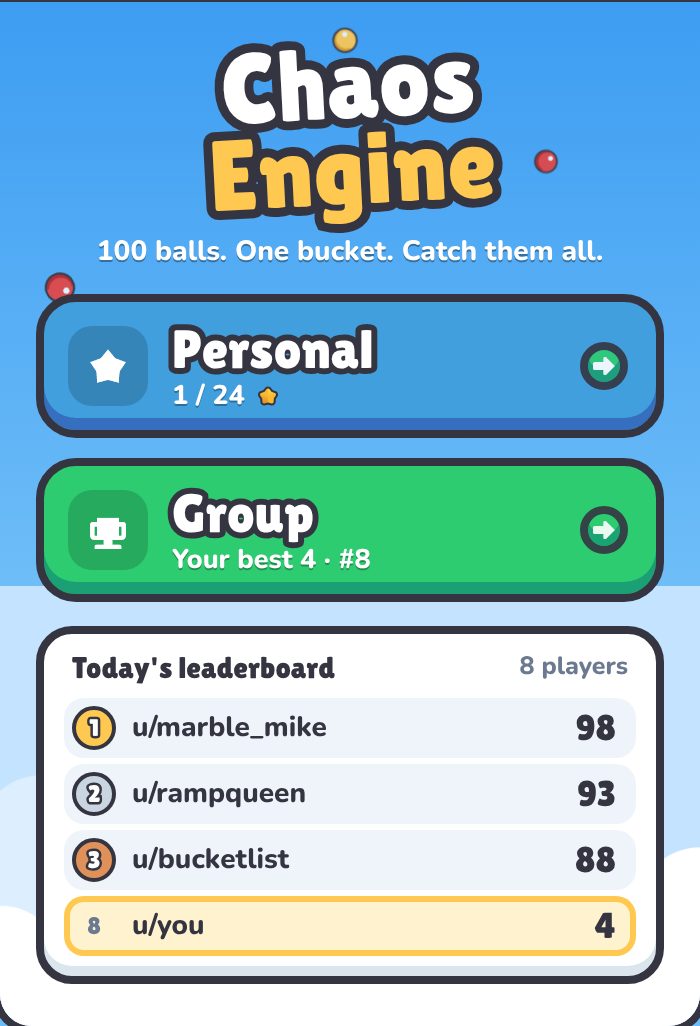 Chaos
Engine
100 balls. One bucket. Catch them all.
Personal
1 / 24
Group
Your best 4 · #8
Today's leaderboard 8 players
1 u/marble_mike 98
2 u/rampqueen 93
3 u/bucketlist 88
8 u/you 4